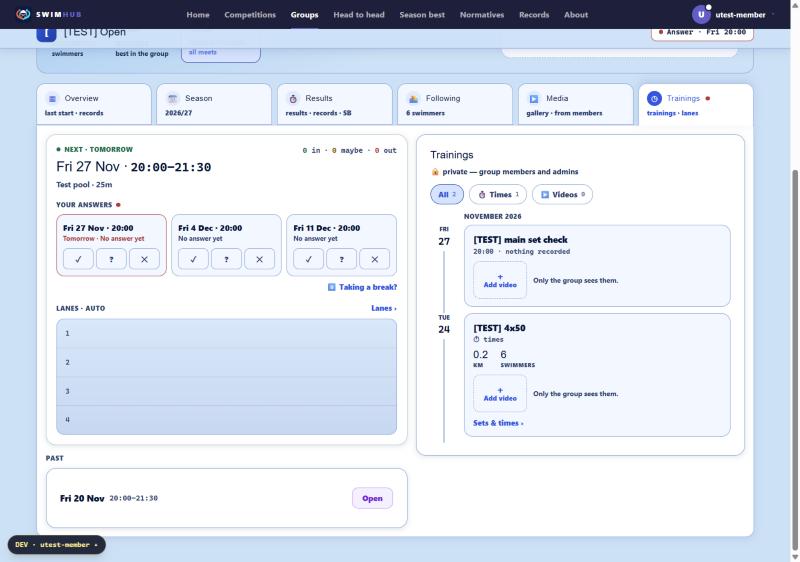 SWIMHUB
Home Competitions Groups Head to head Season best Normatives Records About
U utest-member
[ [TEST] Open
Answer · Fri 20:00
swimmers best in the group all meets
Overview
last start · records
Season
2026/27
Results
results · records · SB
Following
6 swimmers
Media
gallery · from members
Trainings
trainings · lanes
NEXT · TOMORROW
0 in · 0 maybe · 0 out
Fri 27 Nov · 20:00–21:30
Test pool · 25m
YOUR ANSWERS
Fri 27 Nov · 20:00
Tomorrow · No answer yet
✓ ? ✕
Fri 4 Dec · 20:00
No answer yet
✓ ? ✕
Fri 11 Dec · 20:00
No answer yet
✓ ? ✕
Taking a break?
LANES · AUTO
Lanes ›
1
2
3
4
PAST
Fri 20 Nov 20:00–21:30
Open
Trainings
private — group members and admins
All 2
Times 1
Videos 0
NOVEMBER 2026
FRI
27
[TEST] main set check
20:00 · nothing recorded
+
Add video
Only the group sees them.
TUE
24
[TEST] 4x50
times
0.2 6
KM SWIMMERS
+
Add video
Only the group sees them.
Sets & times ›
DEV · utest-member